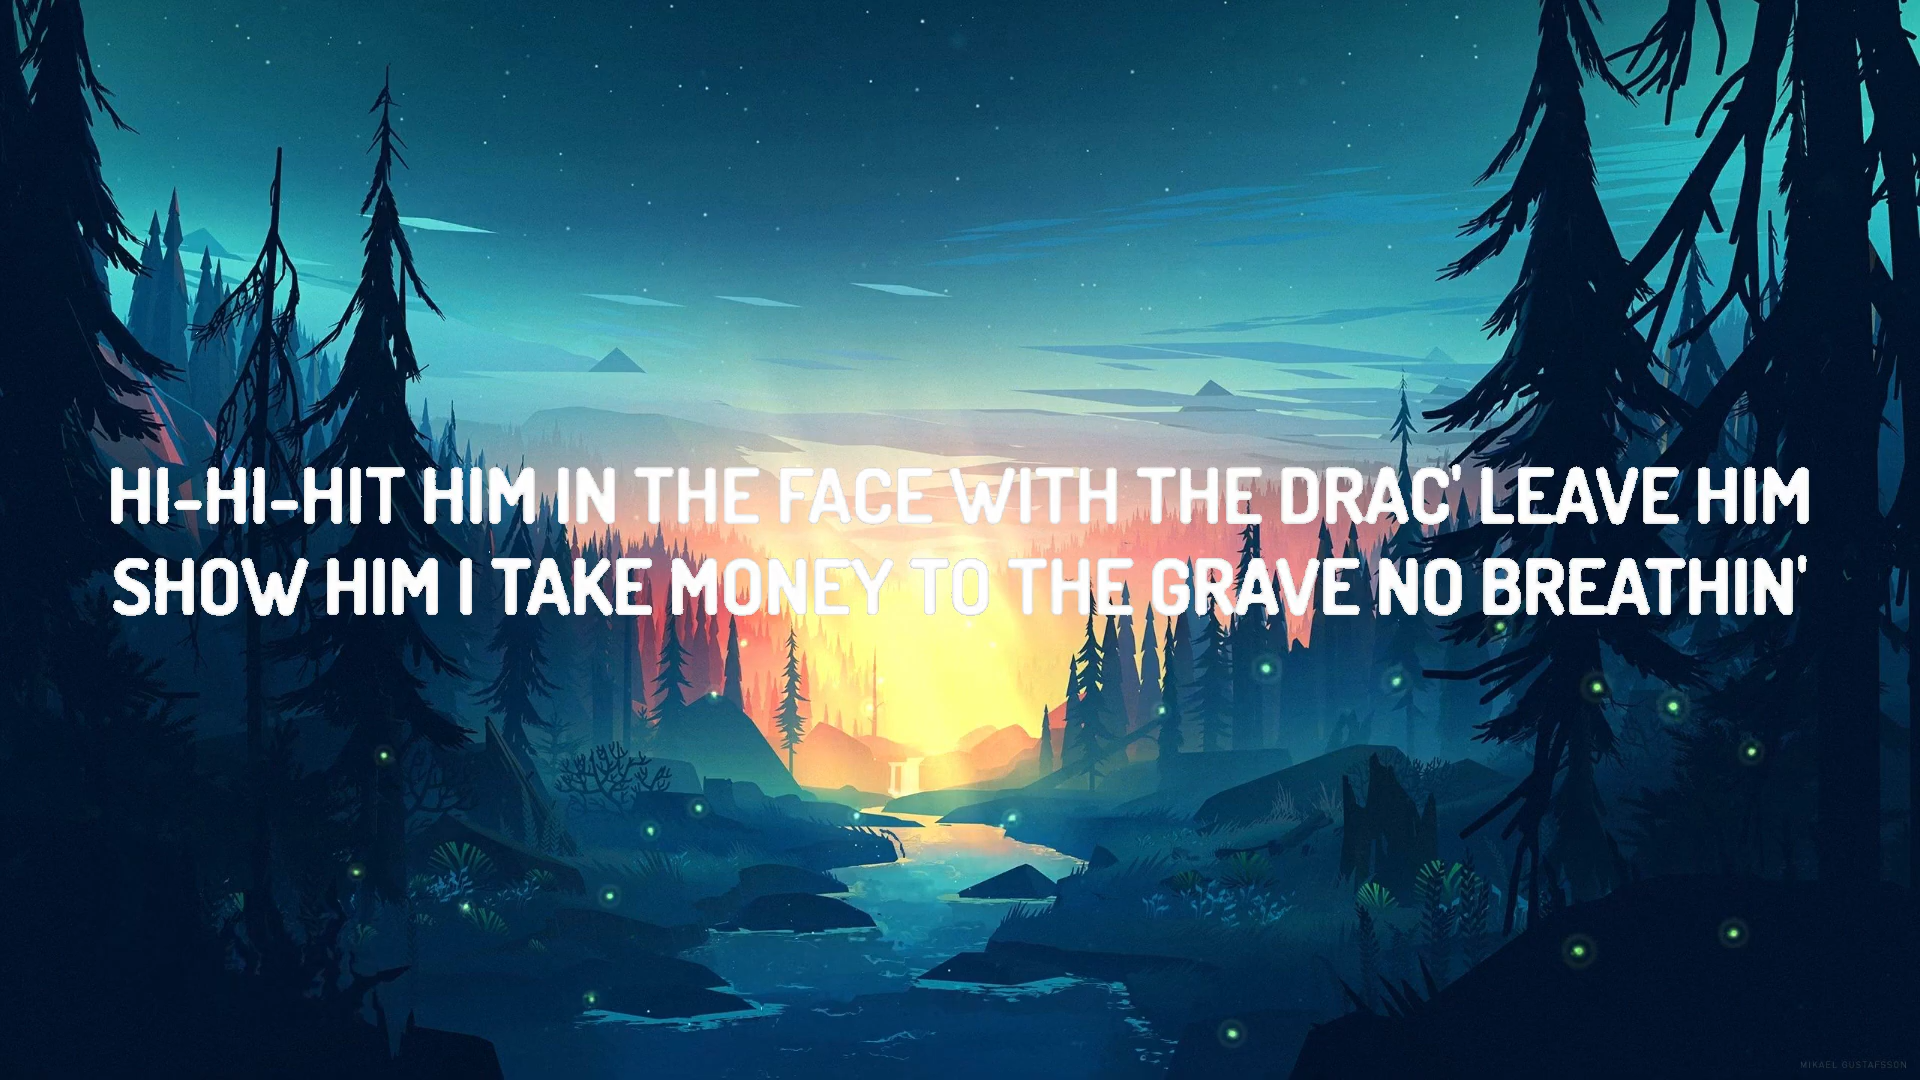 HI-HI-HIT HIM IN THE FACE WITH THE DRAC' LEAVE HIM
SHOW HIM I TAKE MONEY TO THE GRAVE NO BREATHIN'
MIKAEL GUSTAFSSON